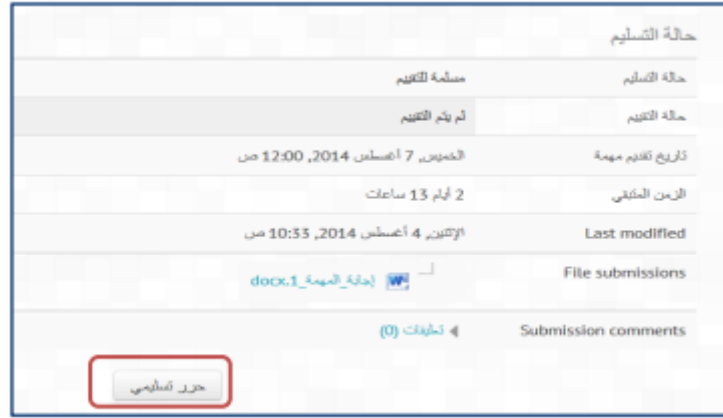 حالة التسليم
حالة التسليم مسلمة للتقييم
حالة التقييم لم يتم التقييم
تاريخ تقديم مهمة الخميس, 7 أغسطس 2014, 12:00 ص
الزمن المتبقي 2 أيام 13 ساعات
Last modified الإثنين, 4 أغسطس 2014, 10:33 ص
File submissions إجابة_المهمة_1.docx
Submission comments تعليقات (0)
حرر تسليمي